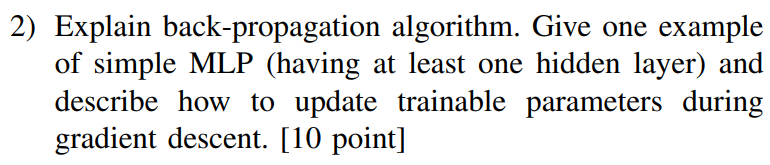 2) Explain back-propagation algorithm. Give one example
of simple MLP (having at least one hidden layer) and
describe how to update trainable parameters during
gradient descent. [10 point]